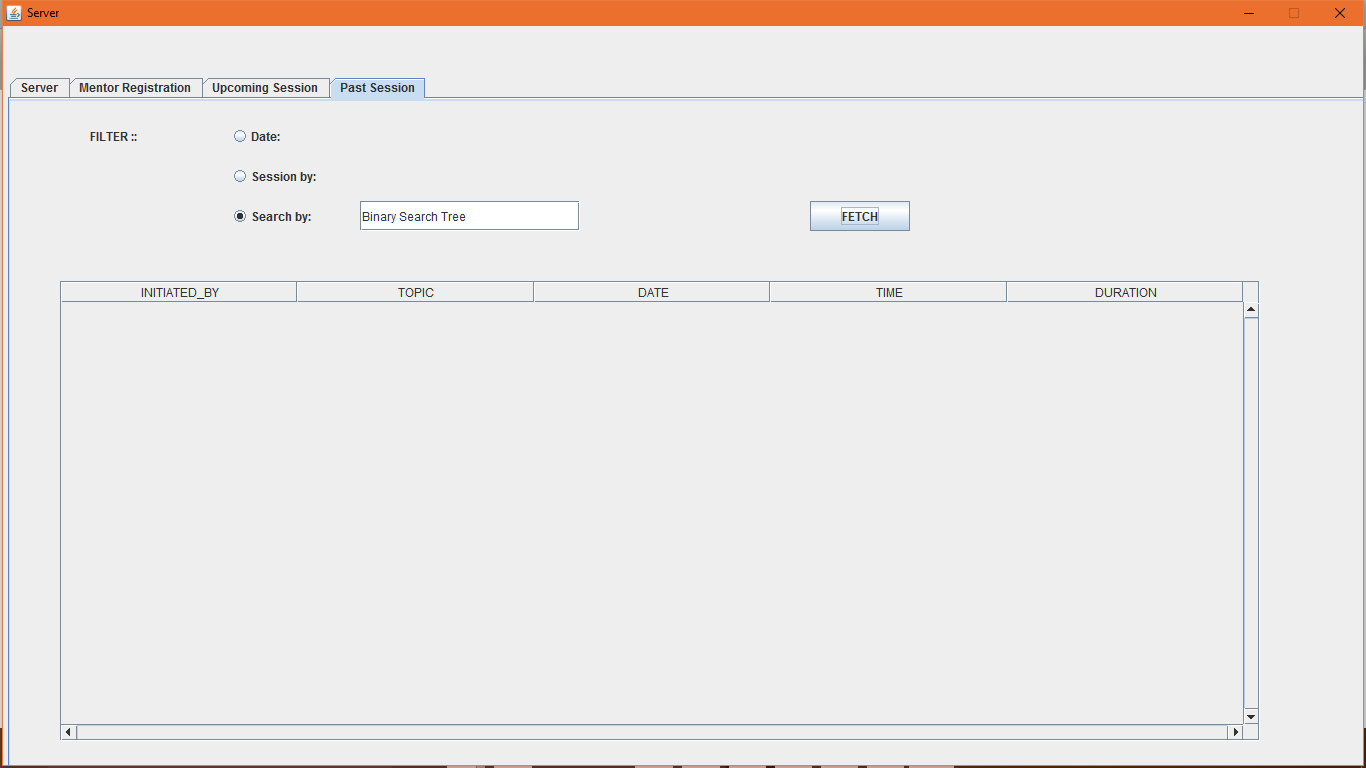 Server
Server Mentor Registration Upcoming Session Past Session
FILTER :: Date:
Session by:
Search by: Binary Search Tree FETCH
INITIATED_BY TOPIC DATE TIME DURATION